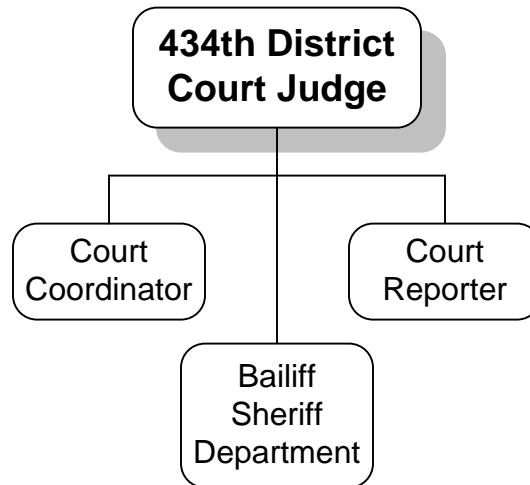 434th District
Court Judge
Court
Coordinator
Court
Reporter
Bailiff
Sheriff
Department